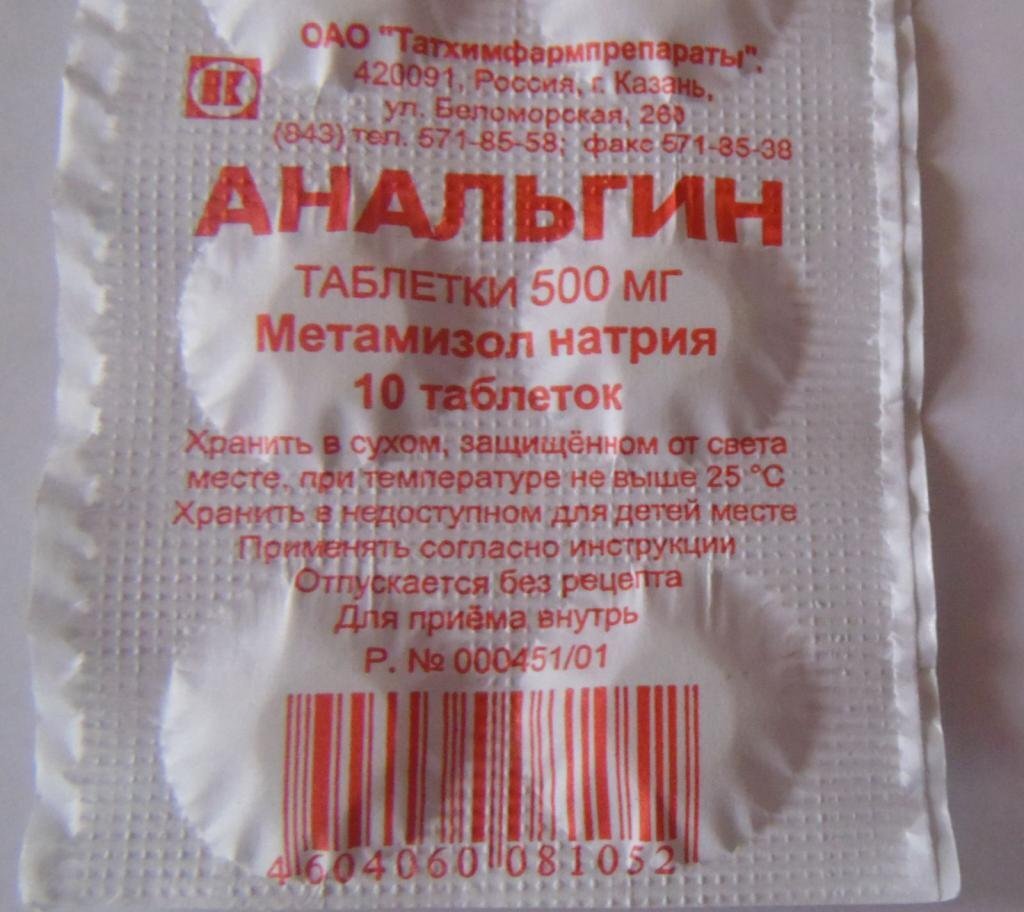 ОАО "Татхимфармпрепараты".
420091, Россия, г. Казань,
ул. Беломорская, 260
(843) тел. 571-85-58; факс 571-85-38
АНАЛЬГИН
ТАБЛЕТКИ 500 МГ
Метамизол натрия
10 таблеток
Хранить в сухом, защищённом от света
месте, при температуре не выше 25 °С
Хранить в недоступном для детей месте
Применять согласно инструкции
Отпускается без рецепта
Для приёма внутрь
Р. № 000451/01
4 604060 081052